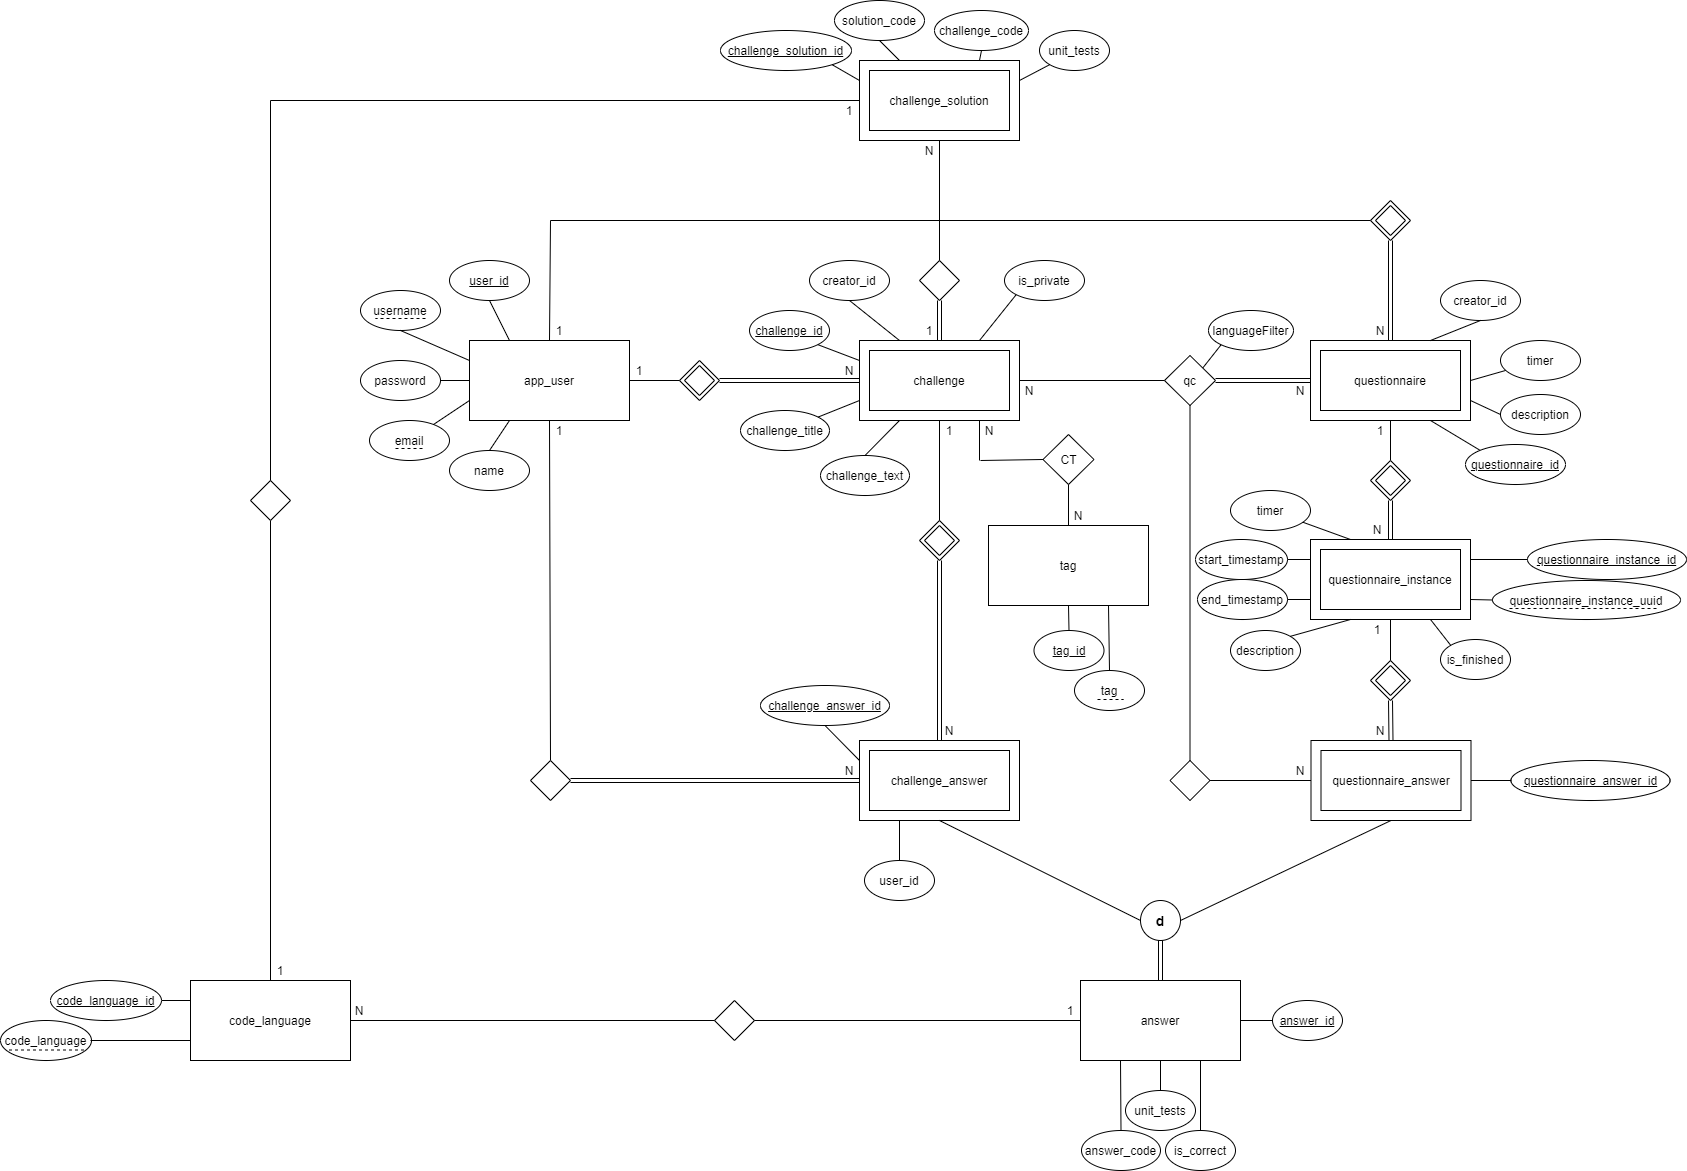 solution_code
challenge_code
challenge_solution_id
unit_tests
challenge_solution
1
N
user_id
creator_id
is_private
creator_id
username
challenge_id
languageFilter
1
1
N
timer
password
app_user
1
N
challenge
N
qc
N
questionnaire
description
email
name
1
challenge_title
challenge_text
1
N
1
questionnaire_id
CT
timer
N
N
start_timestamp
questionnaire_instance_id
tag
questionnaire_instance
end_timestamp
questionnaire_instance_uuid
tag_id
description
1
is_finished
tag
challenge_answer_id
N
N
N
challenge_answer
N
questionnaire_answer
questionnaire_answer_id
user_id
d
1
code_language_id
N
1
code_language
answer
answer_id
code_language
unit_tests
answer_code
is_correct